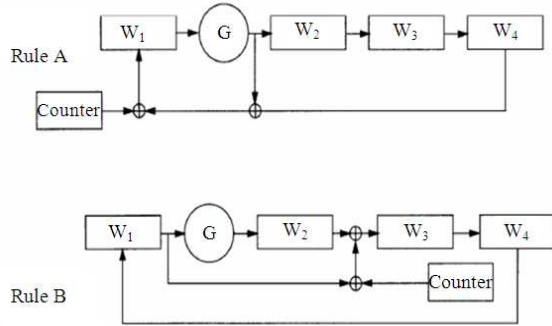 W₁ G W₂ W₃ W₄
Rule A
Counter
W₁ G W₂ W₃ W₄
Counter
Rule B